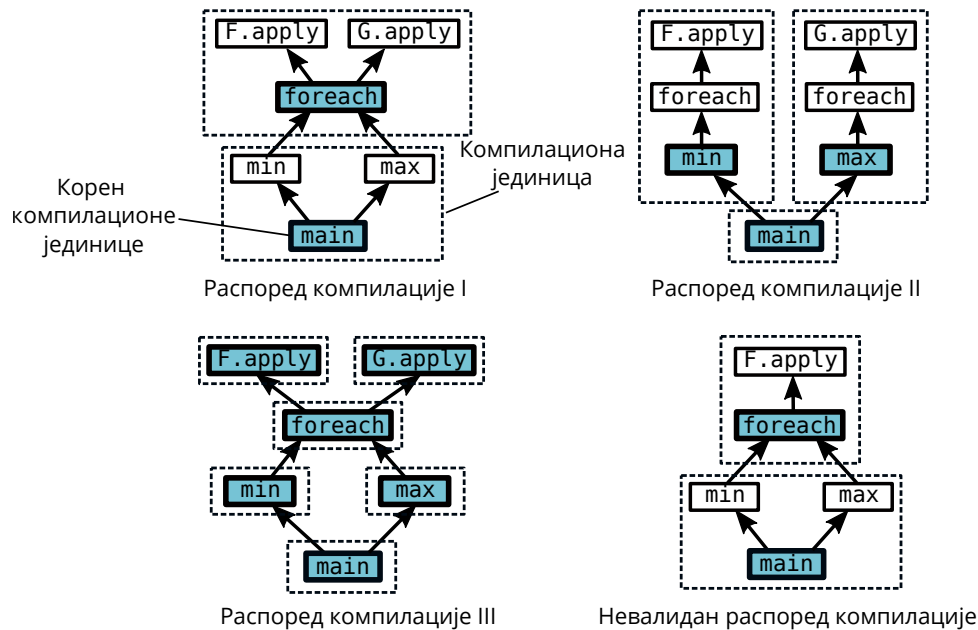 F.apply G.apply
foreach
min max
main
Корен
компилационе
јединице
Компилациона
јединица
Распоред компилације I
F.apply G.apply
foreach foreach
min max
main
Распоред компилације II
F.apply G.apply
foreach
min max
main
Распоред компилације III
F.apply
foreach
min max
main
Невалидан распоред компилације